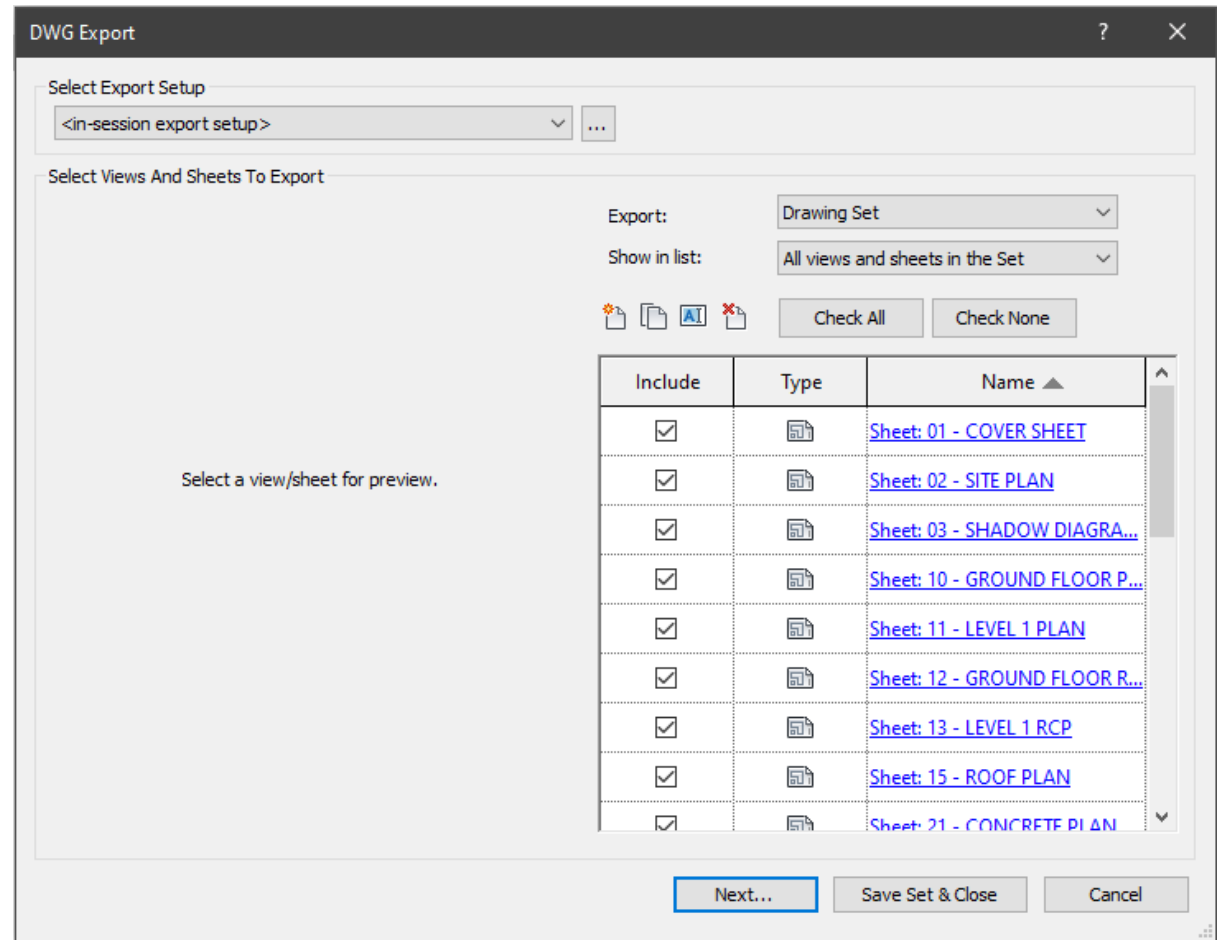 DWG Export
?
Select Export Setup
<in-session export setup>
...
Select Views And Sheets To Export
Export:
Drawing Set
Show in list:
All views and sheets in the Set
Check All
Check None
Include
Type
Name
Sheet: 01 - COVER SHEET
Select a view/sheet for preview.
Sheet: 02 - SITE PLAN
Sheet: 03 - SHADOW DIAGRA...
Sheet: 10 - GROUND FLOOR P...
Sheet: 11 - LEVEL 1 PLAN
Sheet: 12 - GROUND FLOOR R...
Sheet: 13 - LEVEL 1 RCP
Sheet: 15 - ROOF PLAN
Sheet: 21 - CONCRETE PLAN
Next...
Save Set & Close
Cancel